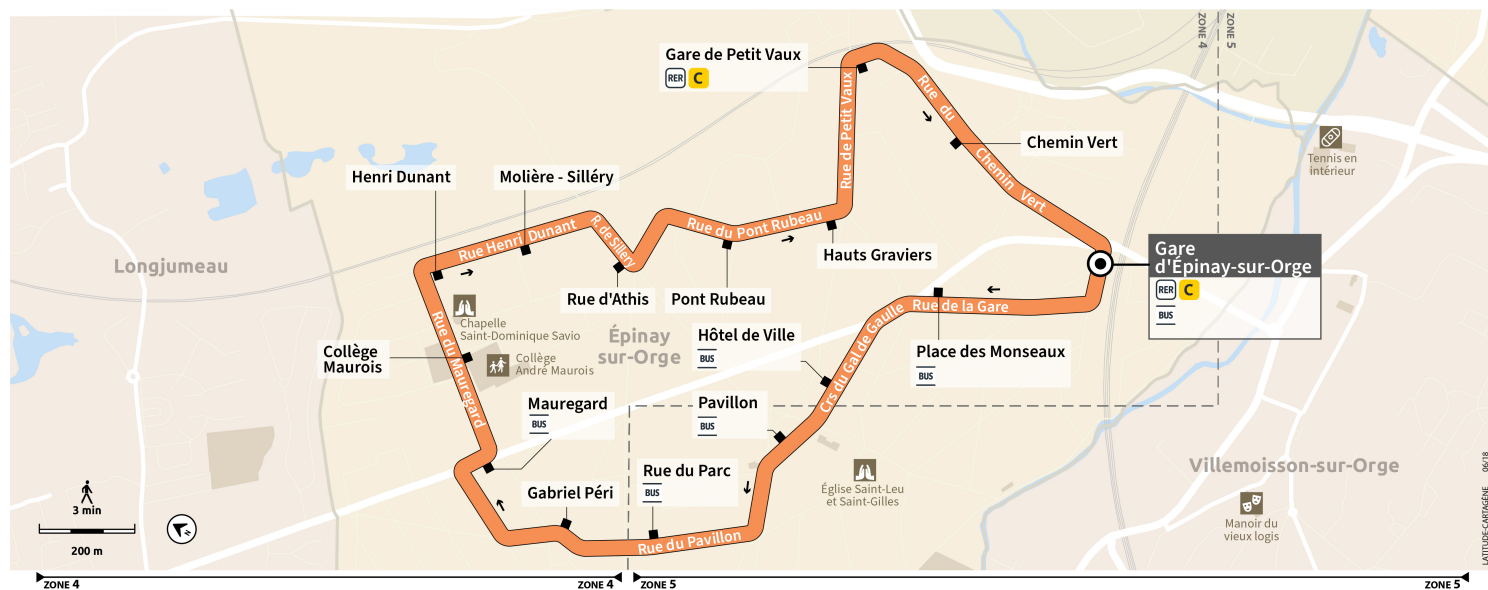 ZONE 4
ZONE 5
Gare de Petit Vaux
RER C
Rue du Chemin Vert
Rue de Petit Vaux
Chemin Vert
Tennis en
intérieur
Henri Dunant
Molière - Silléry
Rue Henri Dunant
R. de Sillery
Rue du Pont Rubeau
Hauts Graviers
Gare
d'Épinay-sur-Orge
RER C
BUS
Longjumeau
Rue d'Athis
Pont Rubeau
Rue de la Gare
Chapelle
Saint-Dominique Savio
Épinay
sur-Orge
Hôtel de Ville
BUS
Crs du Gal de Gaulle
Place des Monseaux
BUS
Collège
Maurois
Rue du Mauregard
Collège
André Maurois
Mauregard
BUS
Pavillon
BUS
Rue du Parc
BUS
Gabriel Péri
Église Saint-Leu
et Saint-Gilles
Villemoisson-sur-Orge
Manoir du
vieux logis
Rue du Pavillon
3 min
200 m
N
LATITUDE-CARTAGÈNE 06/18
ZONE 4
ZONE 4
ZONE 5
ZONE 5